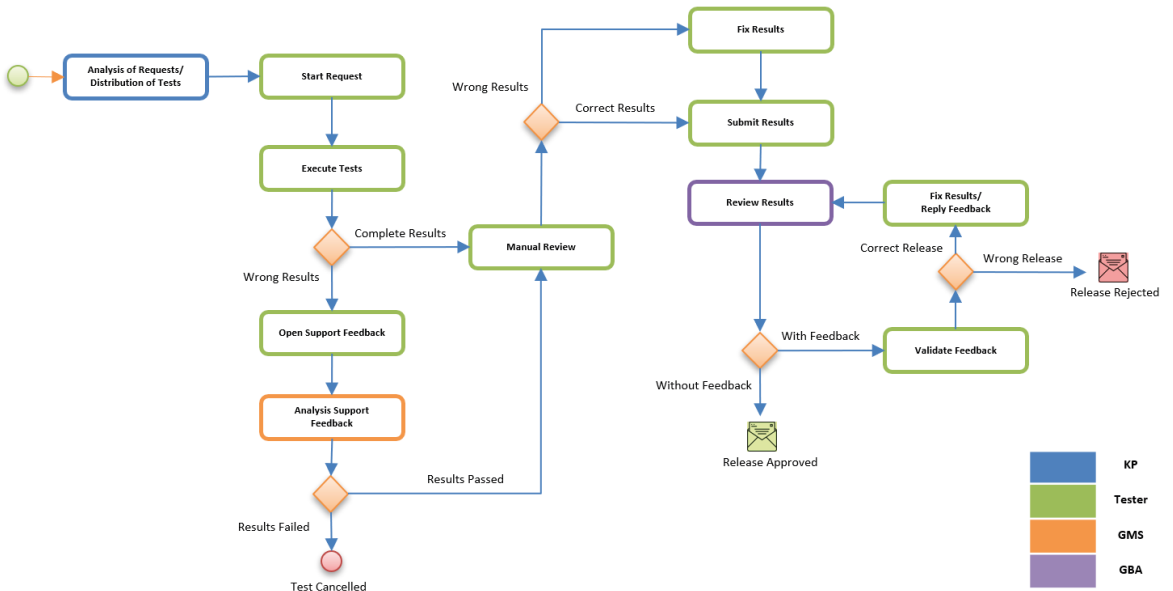 Analysis of Requests/
Distribution of Tests
Start Request
Execute Tests
Complete Results
Wrong Results
Open Support Feedback
Analysis Support
Feedback
Results Passed
Results Failed
Test Cancelled
Manual Review
Wrong Results
Correct Results
Fix Results
Submit Results
Review Results
With Feedback
Without Feedback
Release Approved
Validate Feedback
Correct Release
Wrong Release
Release Rejected
Fix Results/
Reply Feedback
KP
Tester
GMS
GBA